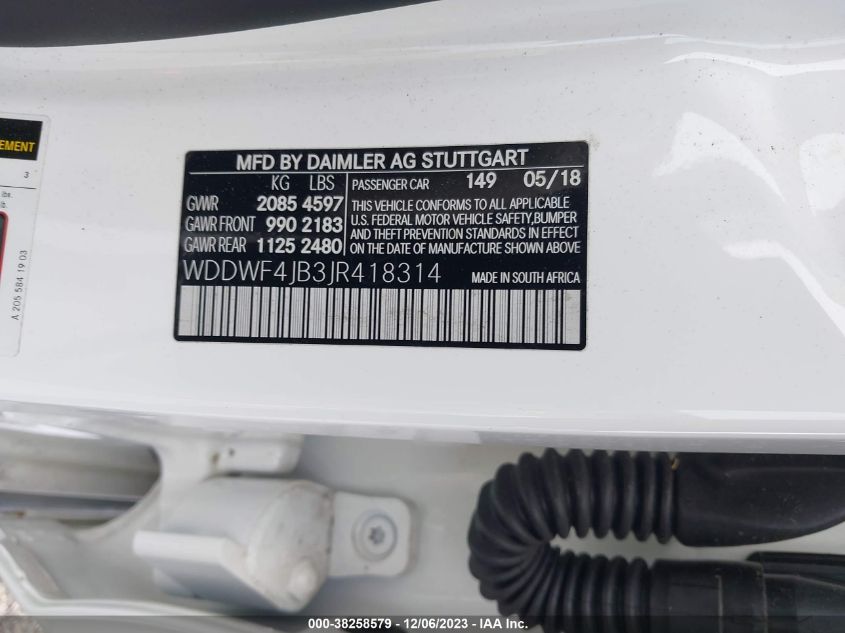 EMENT
3
lbs.
lbs.
A 205 584 19 03
MFD BY DAIMLER AG STUTTGART
KG LBS
GVWR 2085 4597
GAWR FRONT 990 2183
GAWR REAR 1125 2480
PASSENGER CAR 149 05/18
THIS VEHICLE CONFORMS TO ALL APPLICABLE
U.S. FEDERAL MOTOR VEHICLE SAFETY,BUMPER
AND THEFT PREVENTION STANDARDS IN EFFECT
ON THE DATE OF MANUFACTURE SHOWN ABOVE
WDDWF4JB3JR418314 MADE IN SOUTH AFRICA
000-38258579 - 12/06/2023 - IAA Inc.